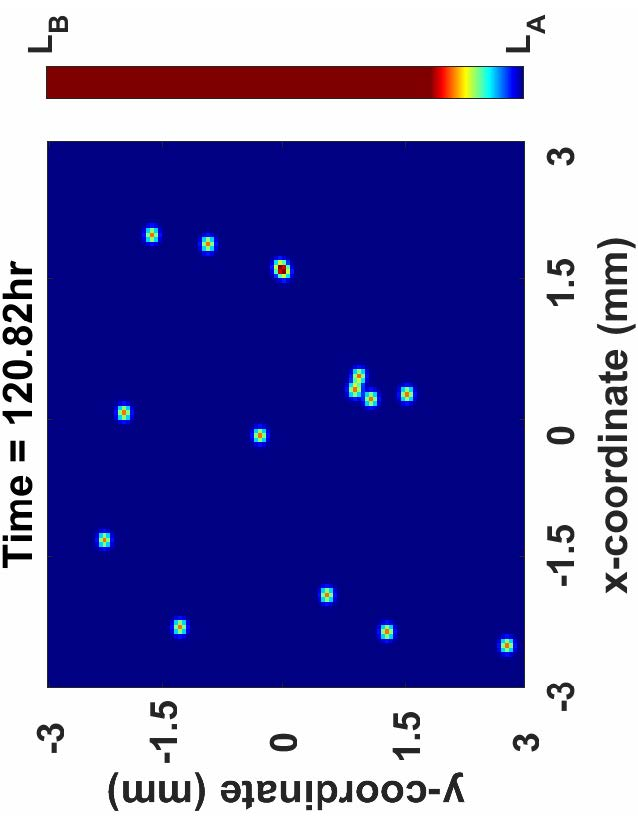 Time = 120.82hr
L_B
L_A
-3
-1.5
0
1.5
3
y-coordinate (mm)
-3
-1.5
0
1.5
3
x-coordinate (mm)